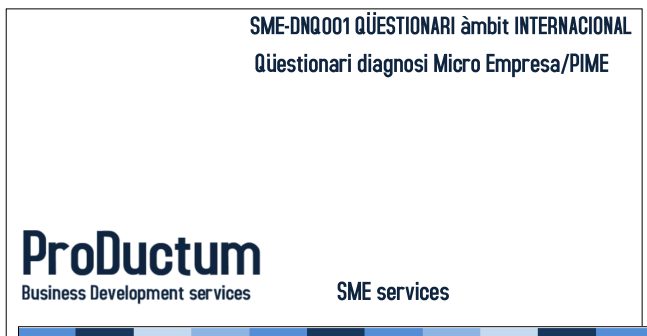 SME-DNQ001 QÜESTIONARI àmbit INTERNACIONAL
Qüestionari diagnosi Micro Empresa/PIME
ProDuctum
Business Development services
SME services